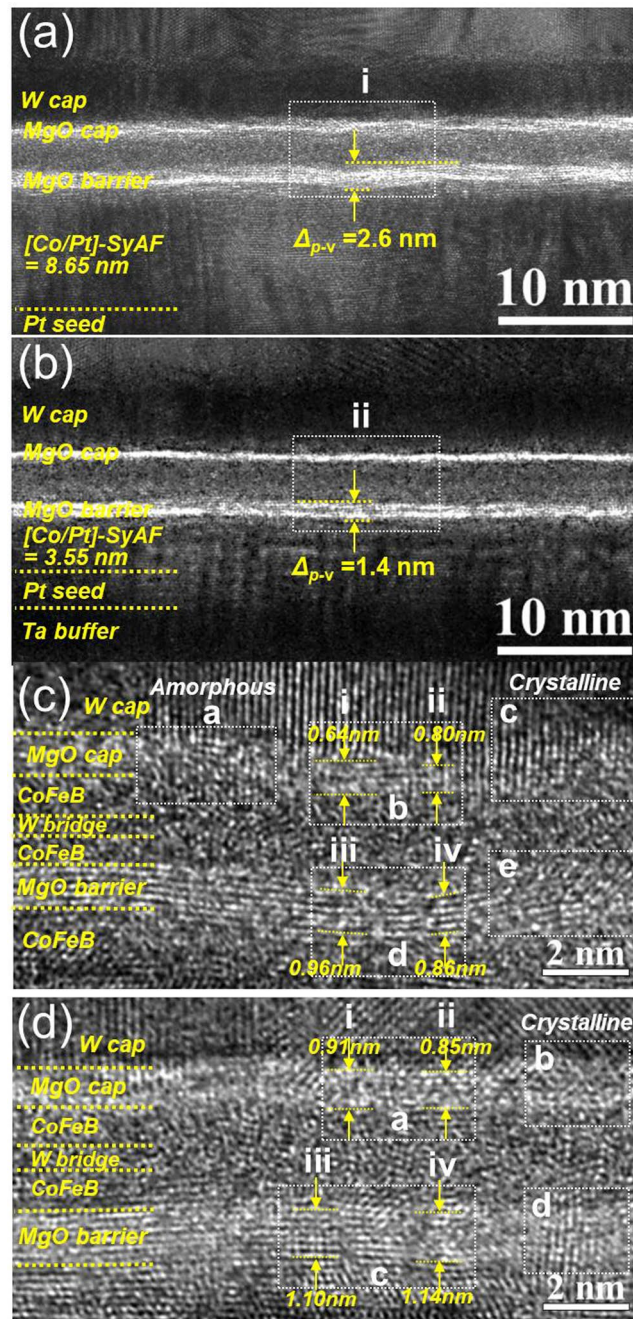 (a)
i
W cap
MgO cap
MgO barrier
Δp-v =2.6 nm
[Co/Pt]-SyAF
= 8.65 nm
Pt seed
10 nm
(b)
ii
W cap
MgO cap
MgO barrier
[Co/Pt]-SyAF
= 3.55 nm
Δp-v =1.4 nm
Pt seed
Ta buffer
10 nm
(c)
Amorphous
i
ii
Crystalline
W cap
a
c
0.64nm
0.80nm
MgO cap
CoFeB
b
W bridge
CoFeB
iii
iv
e
MgO barrier
CoFeB
d
0.96nm
0.86nm
2 nm
(d)
i
ii
Crystalline
W cap
0.91nm
0.85nm
b
MgO cap
CoFeB
a
W bridge
CoFeB
iii
iv
d
MgO barrier
c
1.10nm
1.14nm
2 nm